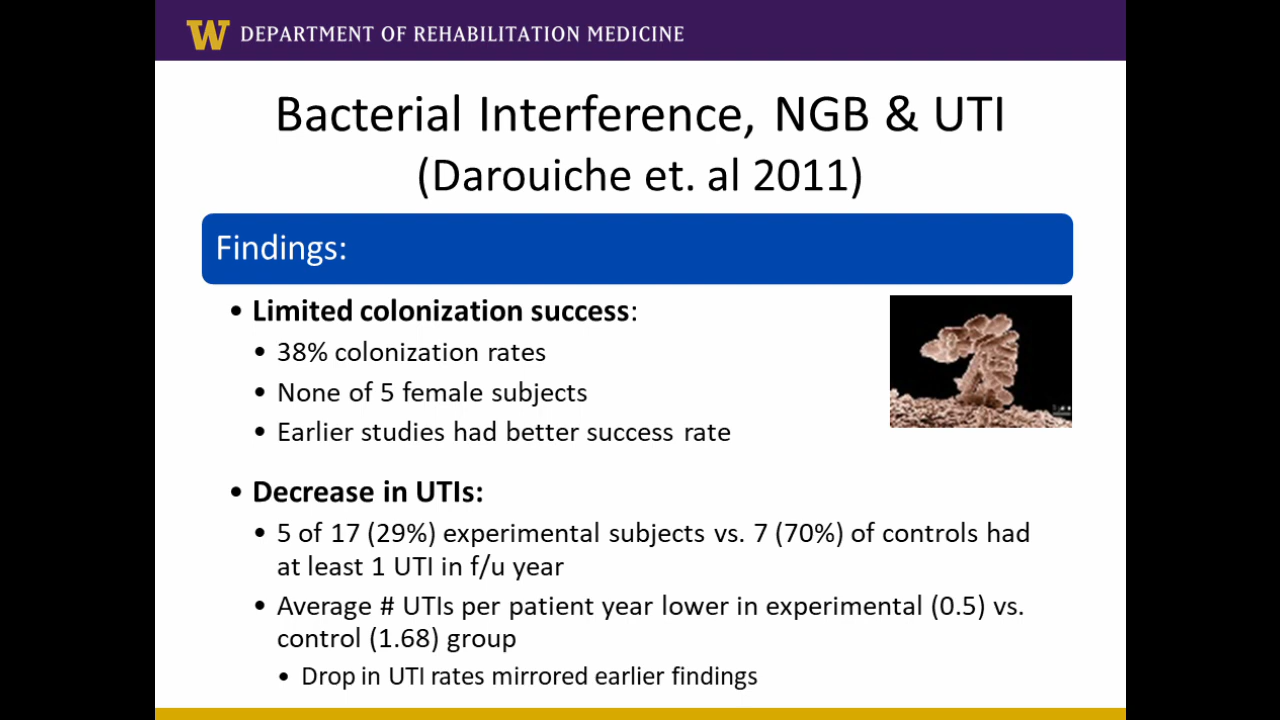 W DEPARTMENT OF REHABILITATION MEDICINE
Bacterial Interference, NGB & UTI
(Darouiche et. al 2011)
Findings:
• Limited colonization success:
• 38% colonization rates
• None of 5 female subjects
• Earlier studies had better success rate
• Decrease in UTIs:
• 5 of 17 (29%) experimental subjects vs. 7 (70%) of controls had
at least 1 UTI in f/u year
• Average # UTIs per patient year lower in experimental (0.5) vs.
control (1.68) group
• Drop in UTI rates mirrored earlier findings